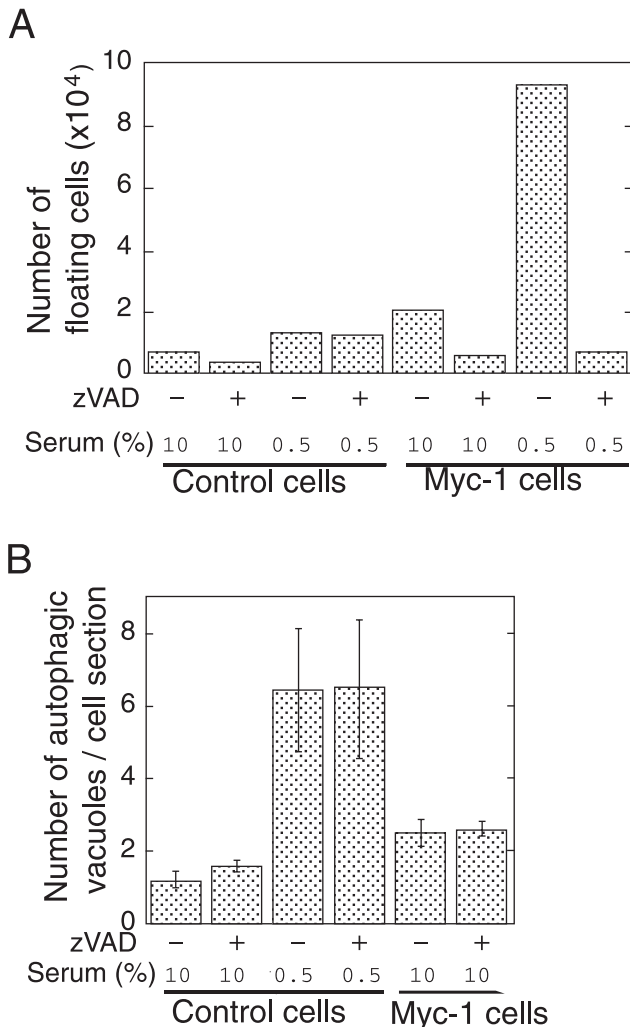 A
Number of
floating cells (x10⁴)
10
8
6
4
2
0
zVAD − + − + − + − +
Serum (%) 10 10 0.5 0.5 10 10 0.5 0.5
Control cells Myc-1 cells
B
Number of autophagic
vacuoles / cell section
8
6
4
2
0
zVAD − + − + − +
Serum (%) 10 10 0.5 0.5 10 10
Control cells Myc-1 cells